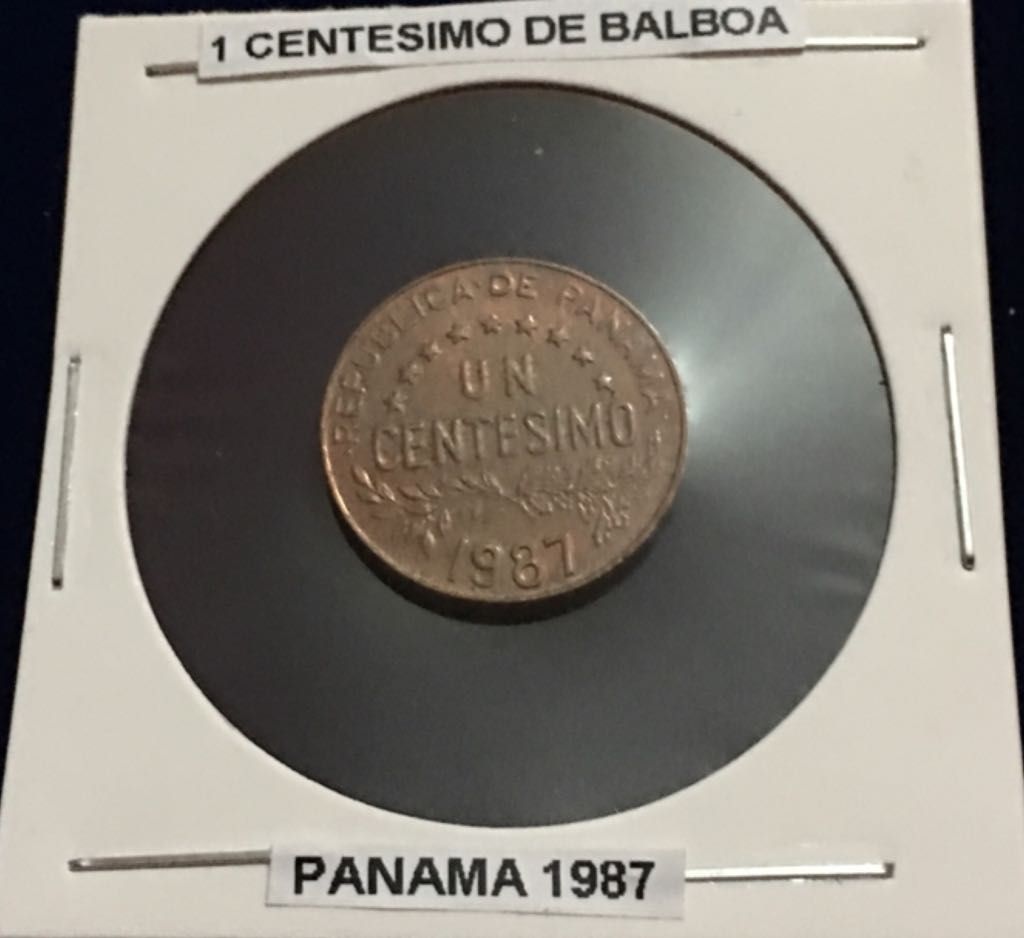 1 CENTESIMO DE BALBOA
REPUBLICA DE PANAMA
UN
CENTESIMO
1987
PANAMA 1987